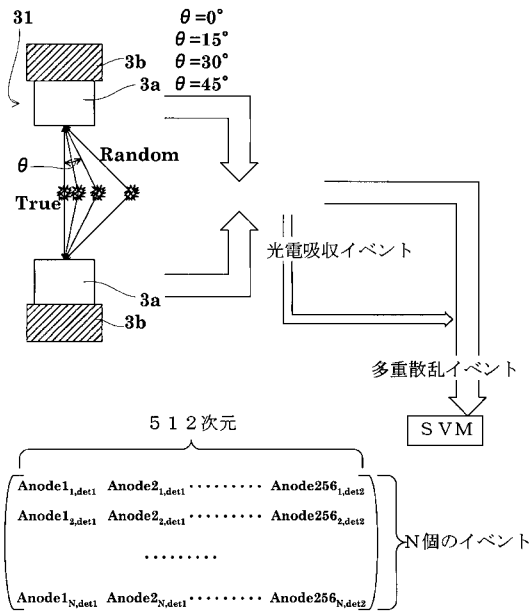 31
3b
3a
θ=0°
θ=15°
θ=30°
θ=45°
θ
Random
True
3a
3b
光電吸収イベント
多重散乱イベント
SVM
512次元
Anode1_{1,det1} Anode2_{1,det1} ········· Anode256_{1,det2}
Anode1_{2,det1} Anode2_{2,det1} ········· Anode256_{2,det2}
·········
Anode1_{N,det1} Anode2_{N,det1} ········· Anode256_{N,det2}
N個のイベント